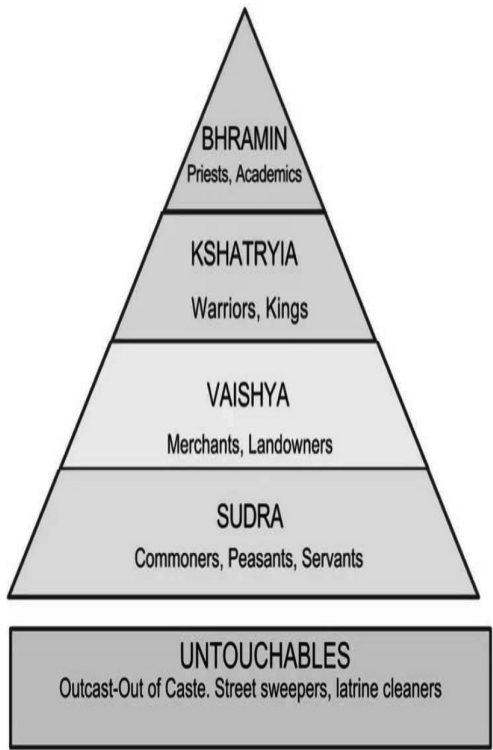 BHRAMIN
Priests, Academics
KSHATRYIA
Warriors, Kings
VAISHYA
Merchants, Landowners
SUDRA
Commoners, Peasants, Servants
UNTOUCHABLES
Outcast-Out of Caste. Street sweepers, latrine cleaners